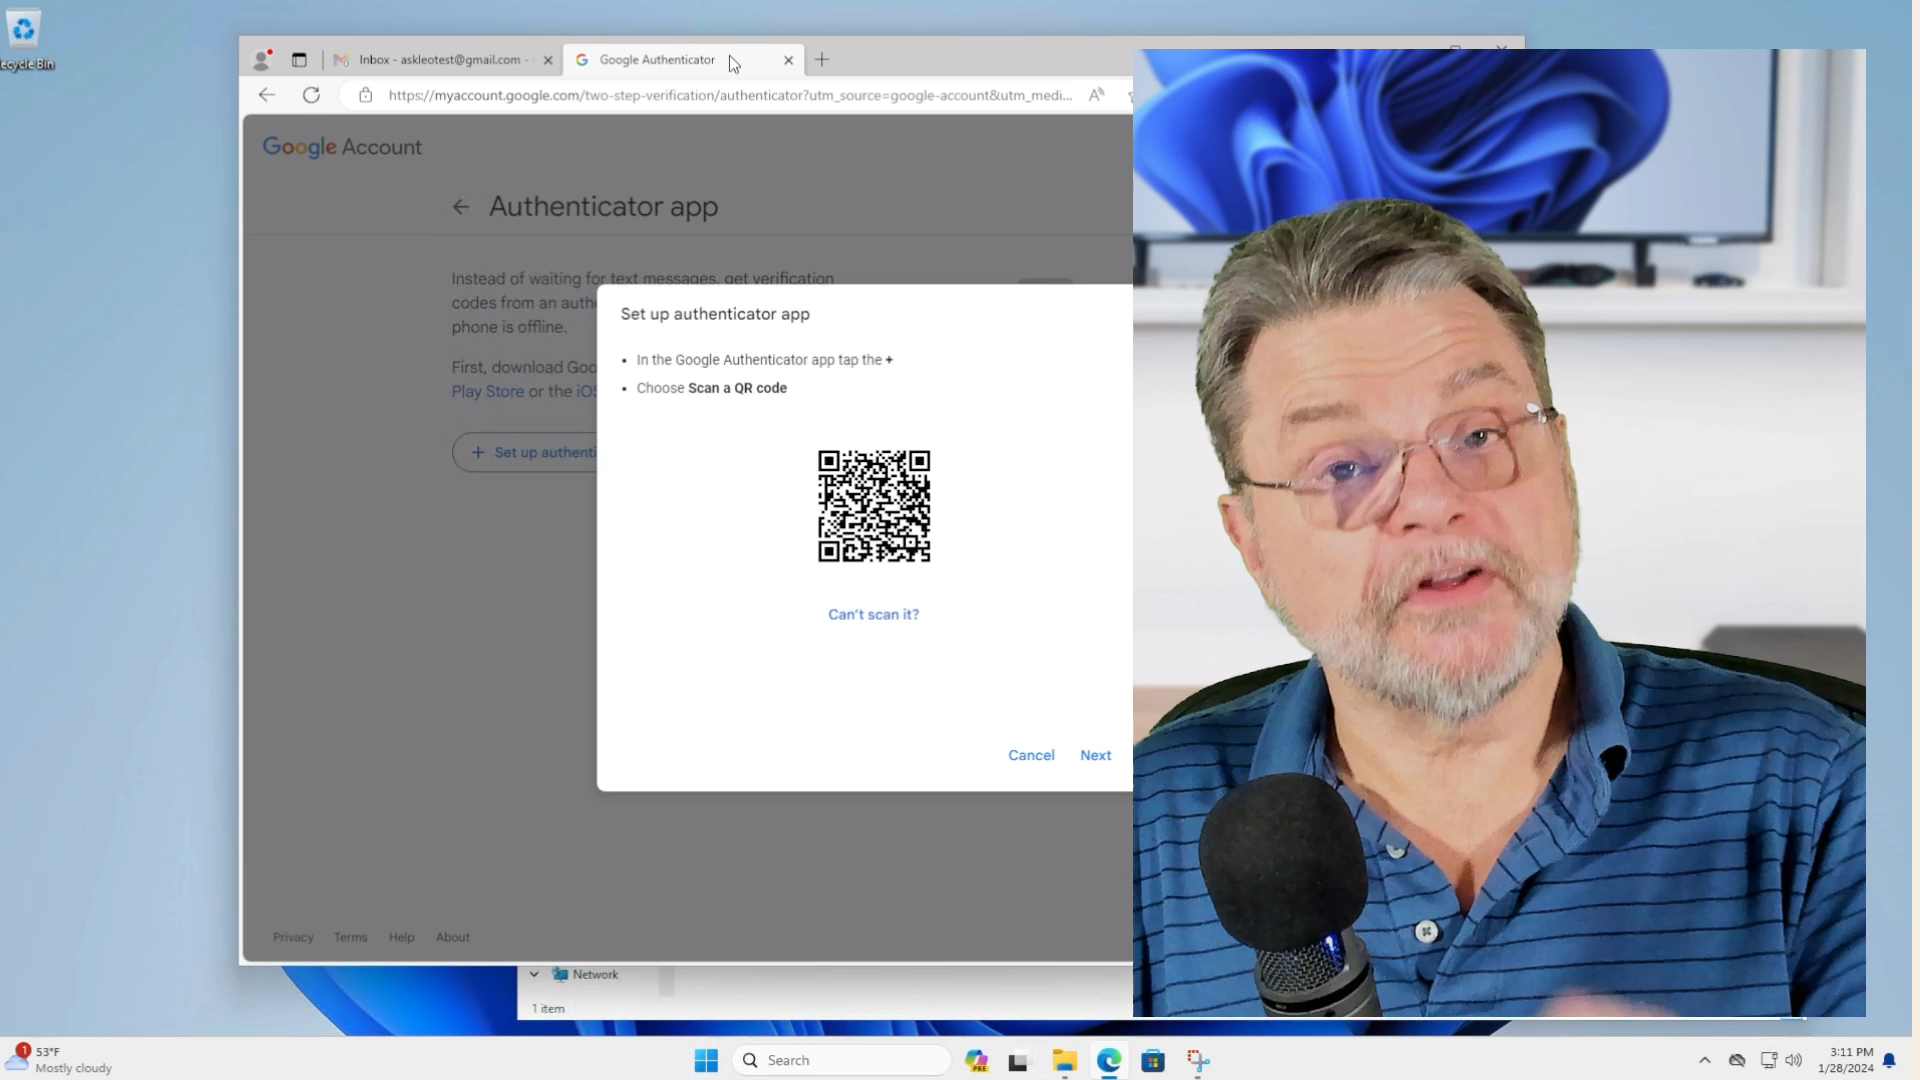 ecycle Bin
Inbox - askleotest@gmail.com -
Google Authenticator
https://myaccount.google.com/two-step-verification/authenticator?utm_source=google-account&utm_medi...
Google Account
Authenticator app
Instead of waiting for text messages, get verification
codes from an authe
phone is offline.
First, download Goo
Play Store or the iOS
+ Set up authenti
Set up authenticator app
• In the Google Authenticator app tap the +
• Choose Scan a QR code
Can't scan it?
Cancel Next
Privacy Terms Help About
Network
1 item
1
53°F
Mostly cloudy
Search
PRE
3:11 PM
1/28/2024